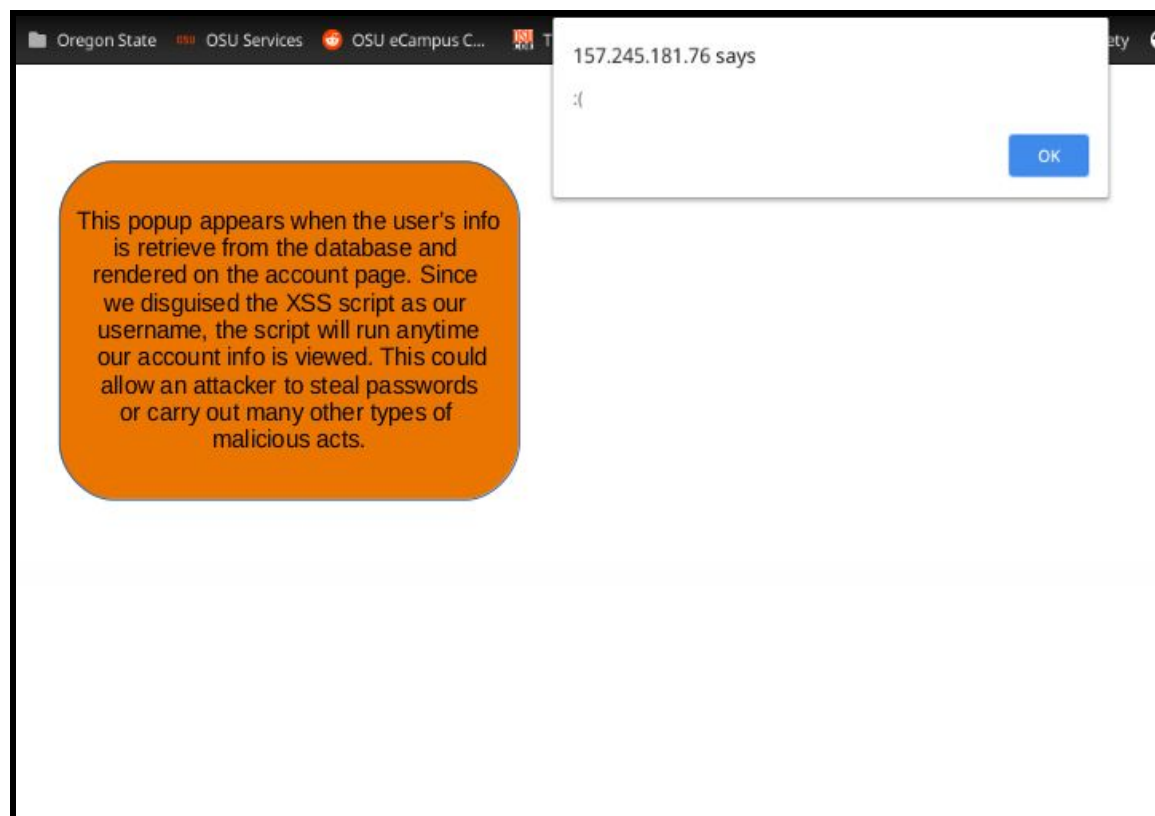 Oregon State OSU OSU Services OSU eCampus C... T ety
157.245.181.76 says
:(
OK
This popup appears when the user's info
is retrieve from the database and
rendered on the account page. Since
we disguised the XSS script as our
username, the script will run anytime
our account info is viewed. This could
allow an attacker to steal passwords
or carry out many other types of
malicious acts.